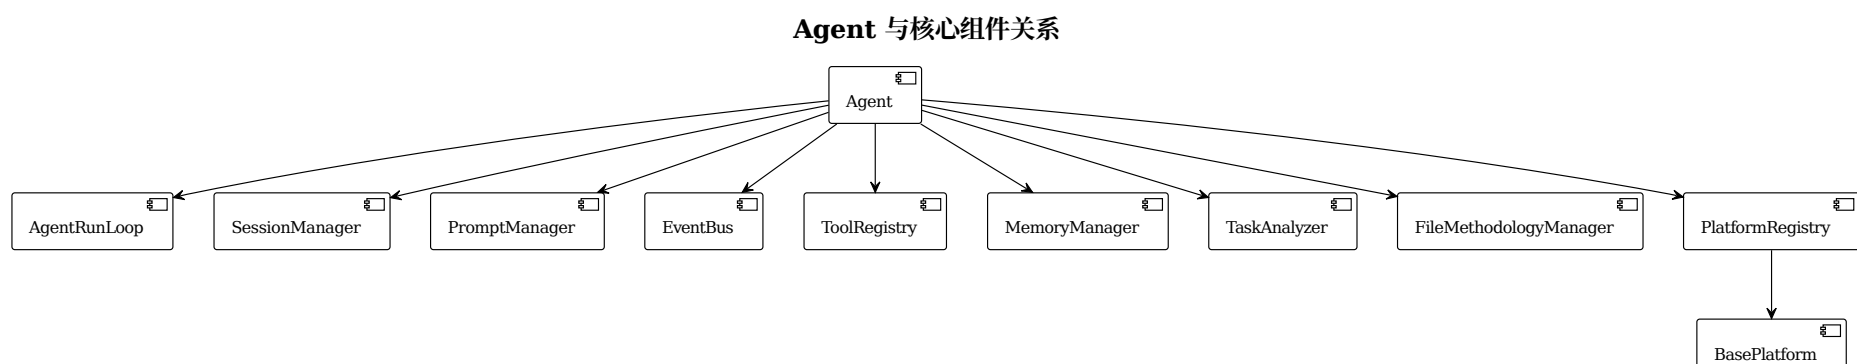 Agent 与核心组件关系
Agent
AgentRunLoop
SessionManager
PromptManager
EventBus
ToolRegistry
MemoryManager
TaskAnalyzer
FileMethodologyManager
PlatformRegistry
BasePlatform